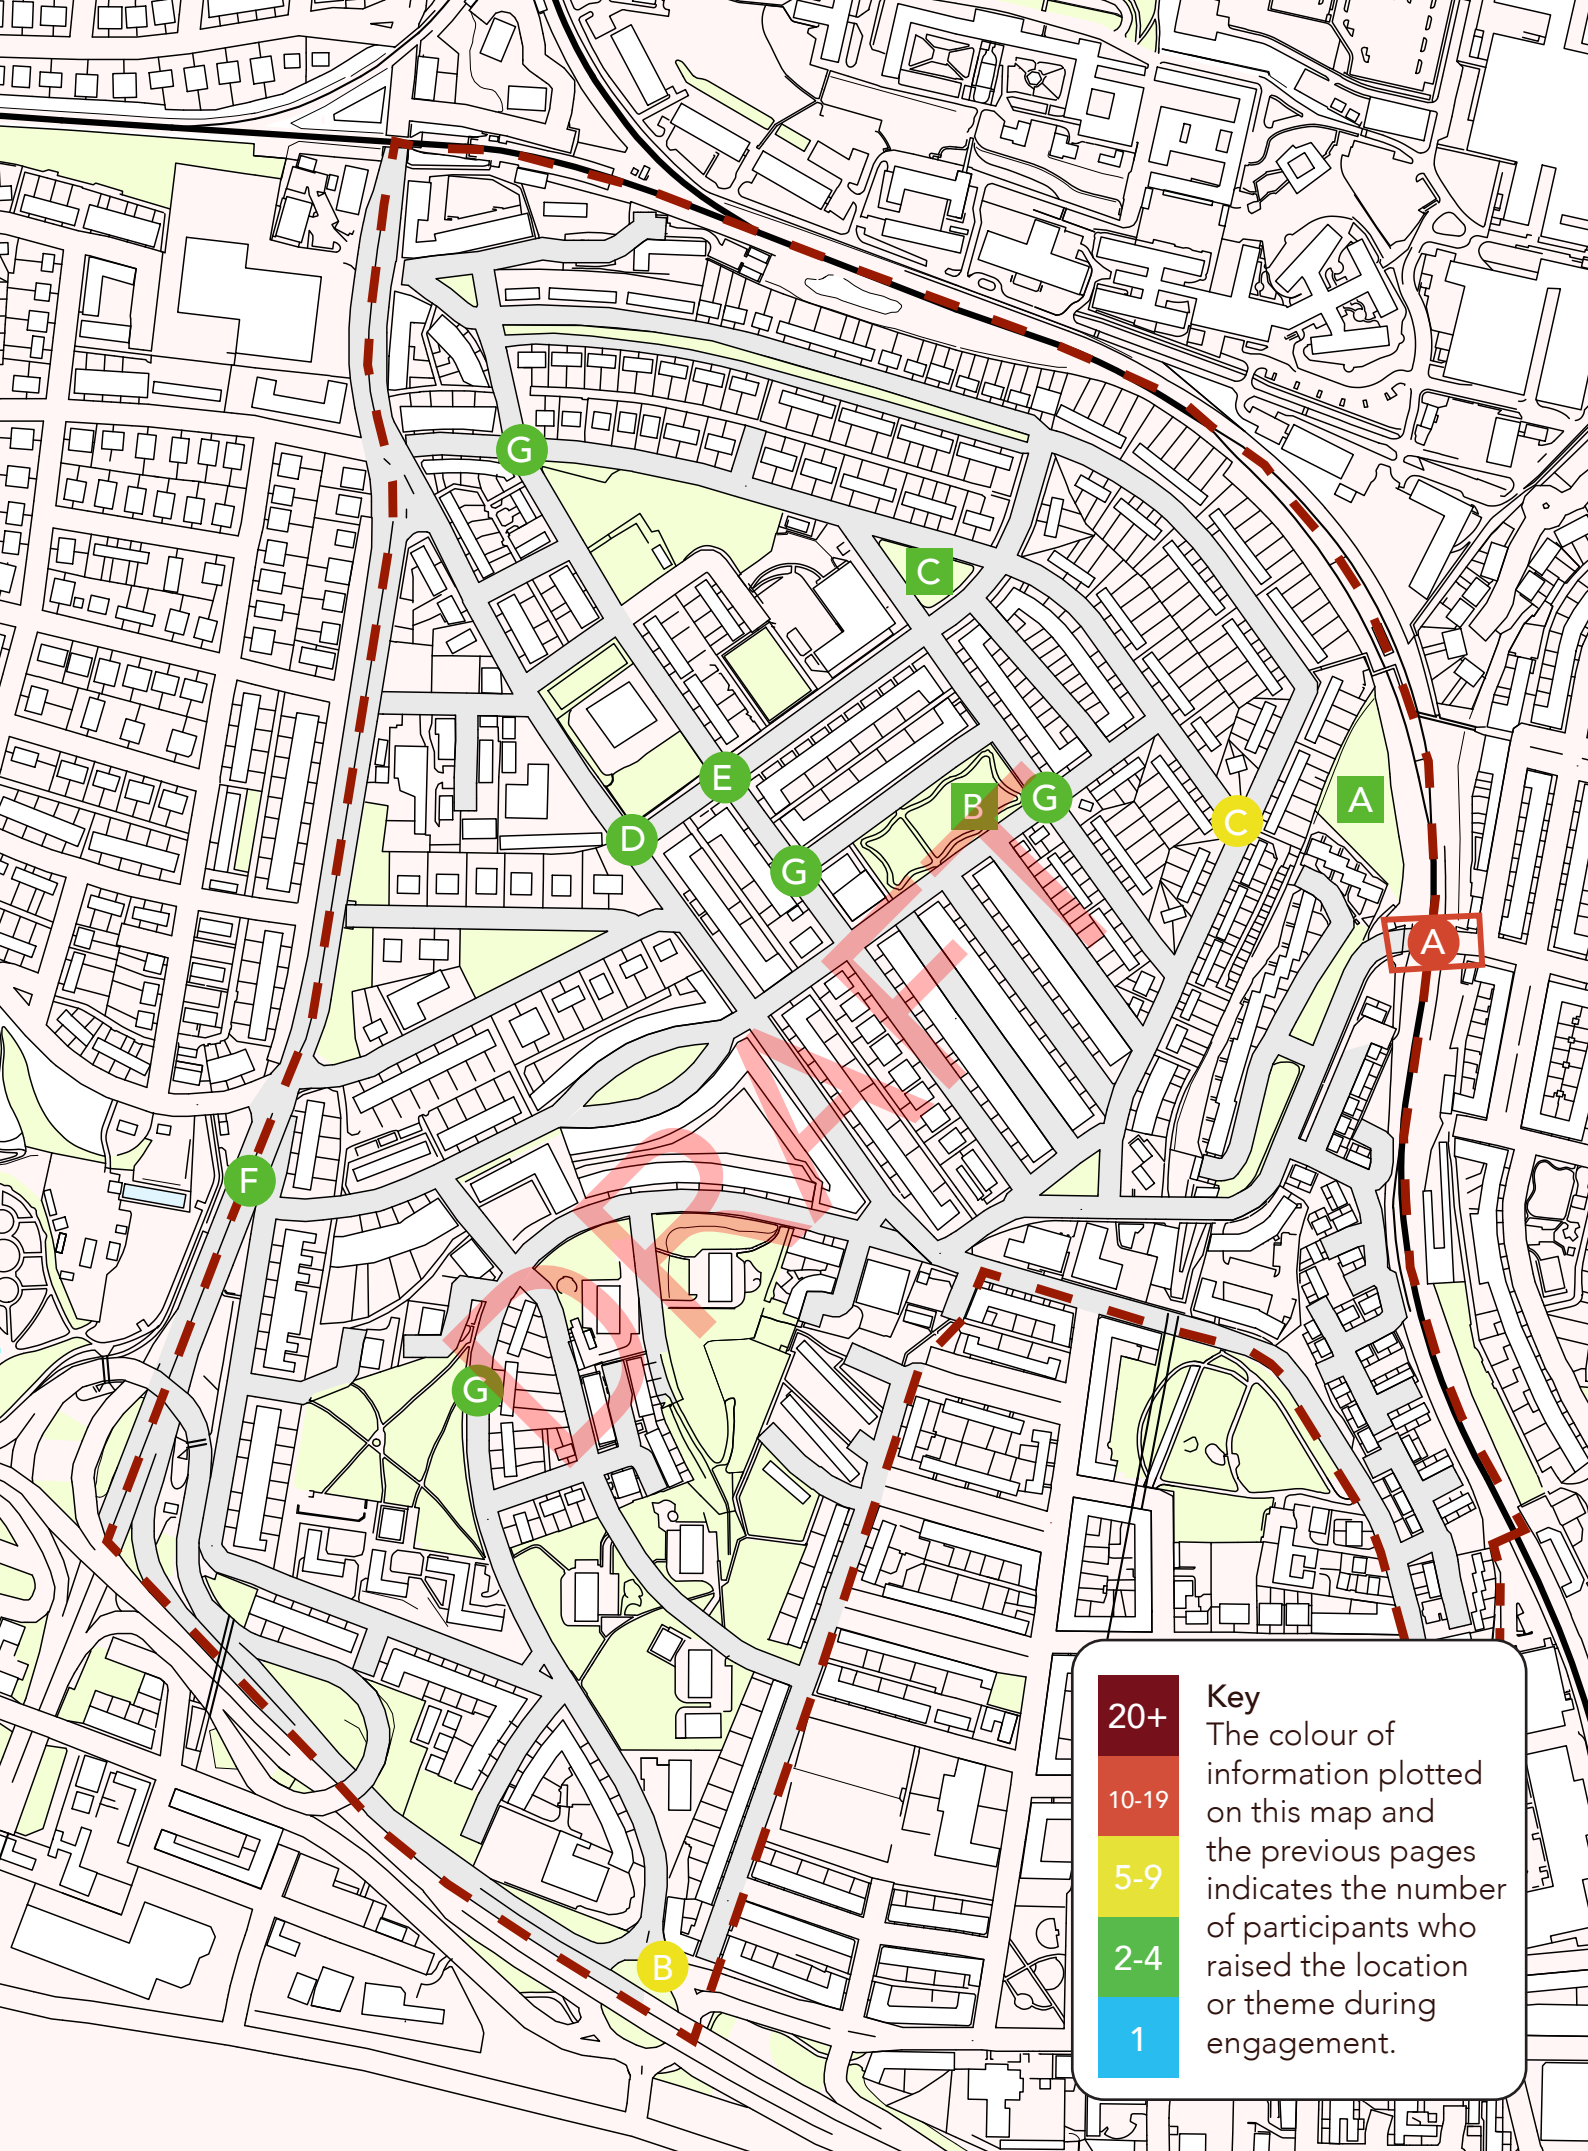 G
C
A
B
G
E
C
D
G
A
F
G
B
DRAFT
20+
10-19
5-9
2-4
1
Key
The colour of
information plotted
on this map and
the previous pages
indicates the number
of participants who
raised the location
or theme during
engagement.